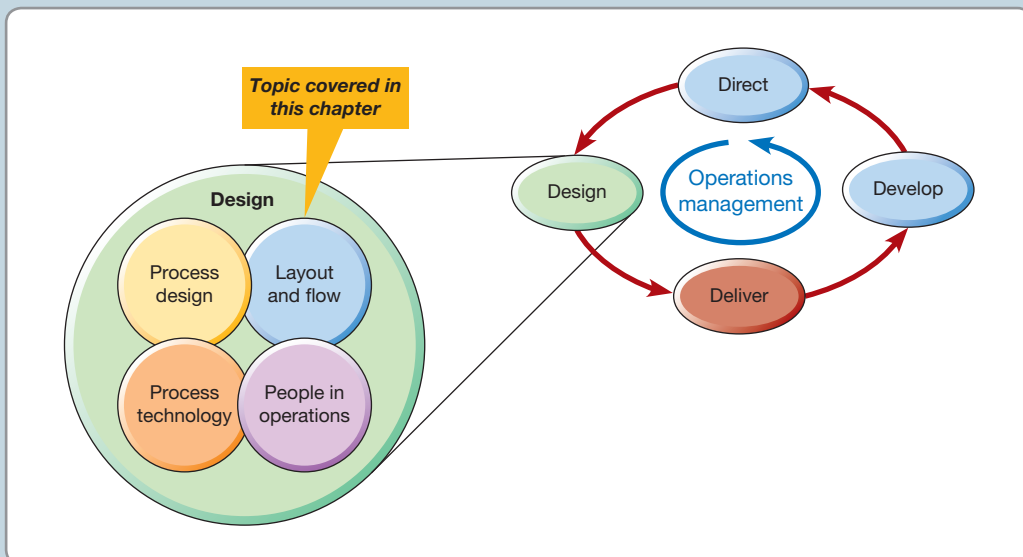 Topic covered in
this chapter
Design
Process
design
Layout
and flow
Process
technology
People in
operations
Direct
Design
Operations
management
Develop
Deliver